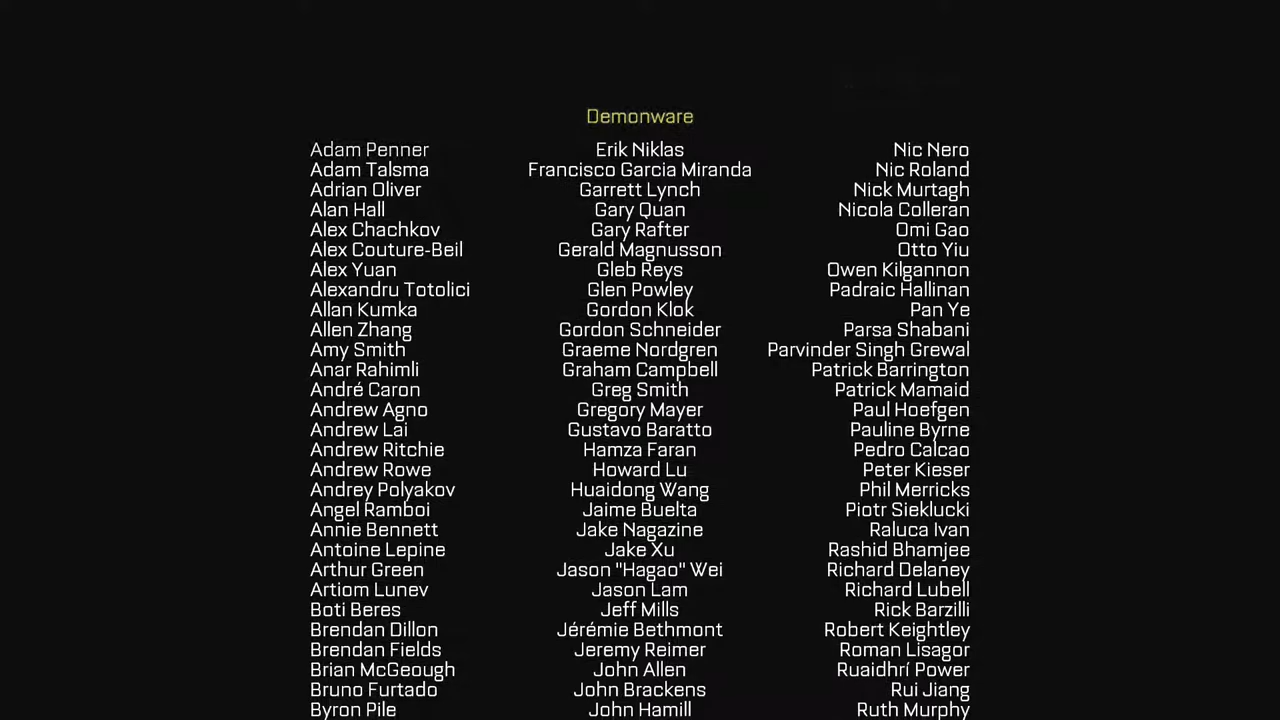 Demonware
Adam Penner Erik Niklas Nic Nero
Adam Talsma Francisco Garcia Miranda Nic Roland
Adrian Oliver Garrett Lynch Nick Murtagh
Alan Hall Gary Quan Nicola Colleran
Alex Chachkov Gary Rafter Omi Gao
Alex Couture-Beil Gerald Magnusson Otto Yiu
Alex Yuan Gleb Reys Owen Kilgannon
Alexandru Totolici Glen Powley Padraic Hallinan
Allan Kumka Gordon Klok Pan Ye
Allen Zhang Gordon Schneider Parsa Shabani
Amy Smith Graeme Nordgren Parvinder Singh Grewal
Anar Rahimli Graham Campbell Patrick Barrington
André Caron Greg Smith Patrick Mamaid
Andrew Agno Gregory Mayer Paul Hoefgen
Andrew Lai Gustavo Baratto Pauline Byrne
Andrew Ritchie Hamza Faran Pedro Calcao
Andrew Rowe Howard Lu Peter Kieser
Andrey Polyakov Huaidong Wang Phil Merricks
Angel Ramboi Jaime Buelta Piotr Sieklucki
Annie Bennett Jake Nagazine Raluca Ivan
Antoine Lepine Jake Xu Rashid Bhamjee
Arthur Green Jason "Hagao" Wei Richard Delaney
Artiom Lunev Jason Lam Richard Lubell
Boti Beres Jeff Mills Rick Barzilli
Brendan Dillon Jérémie Bethmont Robert Keightley
Brendan Fields Jeremy Reimer Roman Lisagor
Brian McGeough John Allen Ruaidhrí Power
Bruno Furtado John Brackens Rui Jiang
Byron Pile John Hamill Ruth Murphy